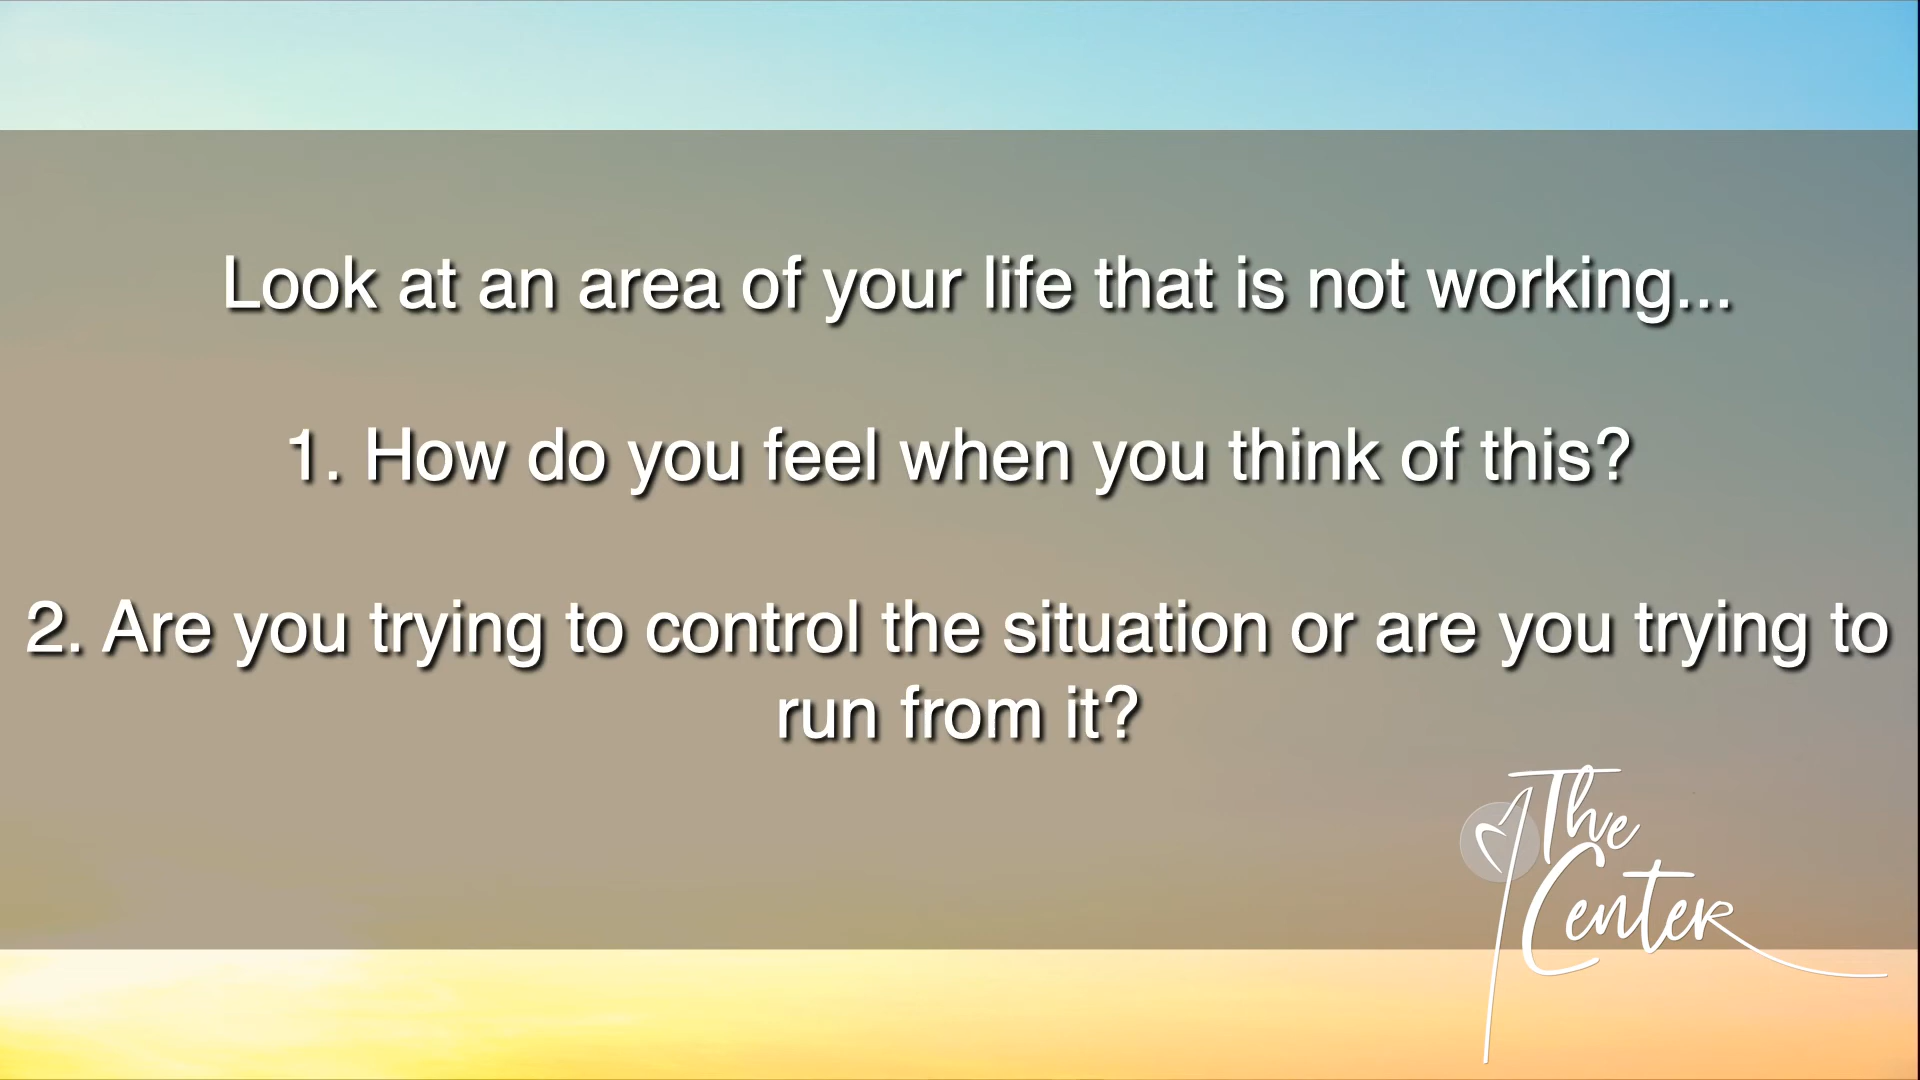 Look at an area of your life that is not working...
1. How do you feel when you think of this?
2. Are you trying to control the situation or are you trying to
run from it?
The
Center